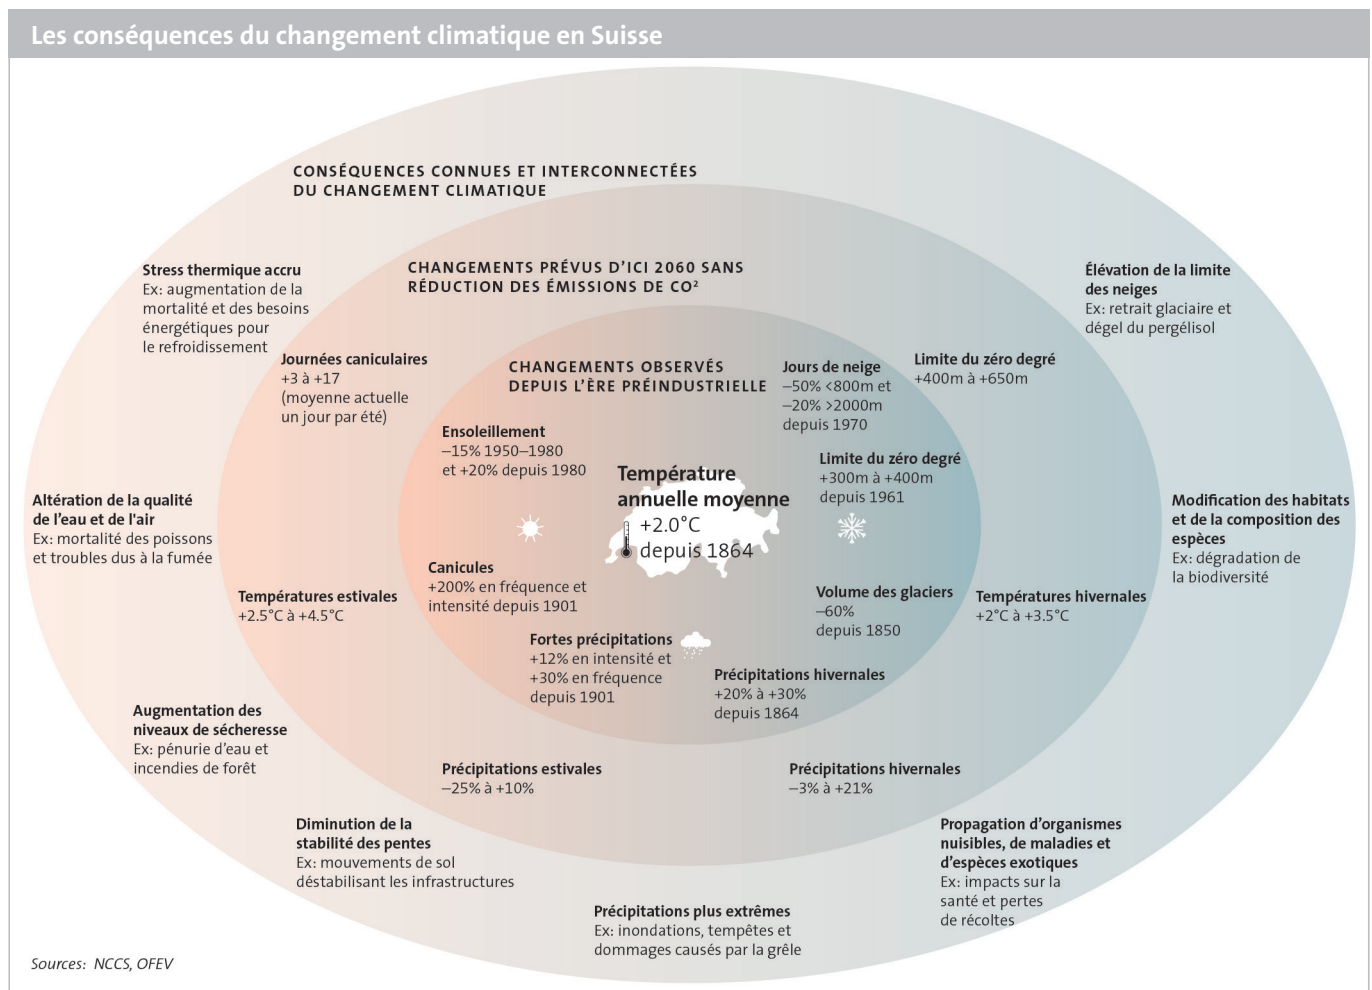 Les conséquences du changement climatique en Suisse
CONSÉQUENCES CONNUES ET INTERCONNECTÉES
DU CHANGEMENT CLIMATIQUE
Stress thermique accru
Ex: augmentation de la
mortalité et des besoins
énergétiques pour
le refroidissement
CHANGEMENTS PRÉVUS D’ICI 2060 SANS
RÉDUCTION DES ÉMISSIONS DE CO²
Élévation de la limite
des neiges
Ex: retrait glaciaire et
dégel du pergélisol
Journées caniculaires
+3 à +17
(moyenne actuelle
un jour par été)
CHANGEMENTS OBSERVÉS
DEPUIS L’ÈRE PRÉINDUSTRIELLE
Jours de neige
–50% <800m et
–20% >2000m
depuis 1970
Limite du zéro degré
+400m à +650m
Ensoleillement
–15% 1950–1980
et +20% depuis 1980
Température
annuelle moyenne
+2.0°C
depuis 1864
Limite du zéro degré
+300m à +400m
depuis 1961
Altération de la qualité
de l’eau et de l'air
Ex: mortalité des poissons
et troubles dus à la fumée
Modification des habitats
et de la composition des
espèces
Ex: dégradation de
la biodiversité
Canicules
+200% en fréquence et
intensité depuis 1901
Températures estivales
+2.5°C à +4.5°C
Volume des glaciers
–60%
depuis 1850
Températures hivernales
+2°C à +3.5°C
Fortes précipitations
+12% en intensité et
+30% en fréquence
depuis 1901
Précipitations hivernales
+20% à +30%
depuis 1864
Augmentation des
niveaux de sécheresse
Ex: pénurie d’eau et
incendies de forêt
Précipitations estivales
–25% à +10%
Précipitations hivernales
–3% à +21%
Diminution de la
stabilité des pentes
Ex: mouvements de sol
déstabilisant les infrastructures
Propagation d’organismes
nuisibles, de maladies et
d’espèces exotiques
Ex: impacts sur la
santé et pertes
de récoltes
Précipitations plus extrêmes
Ex: inondations, tempêtes et
dommages causés par la grêle
Sources: NCCS, OFEV